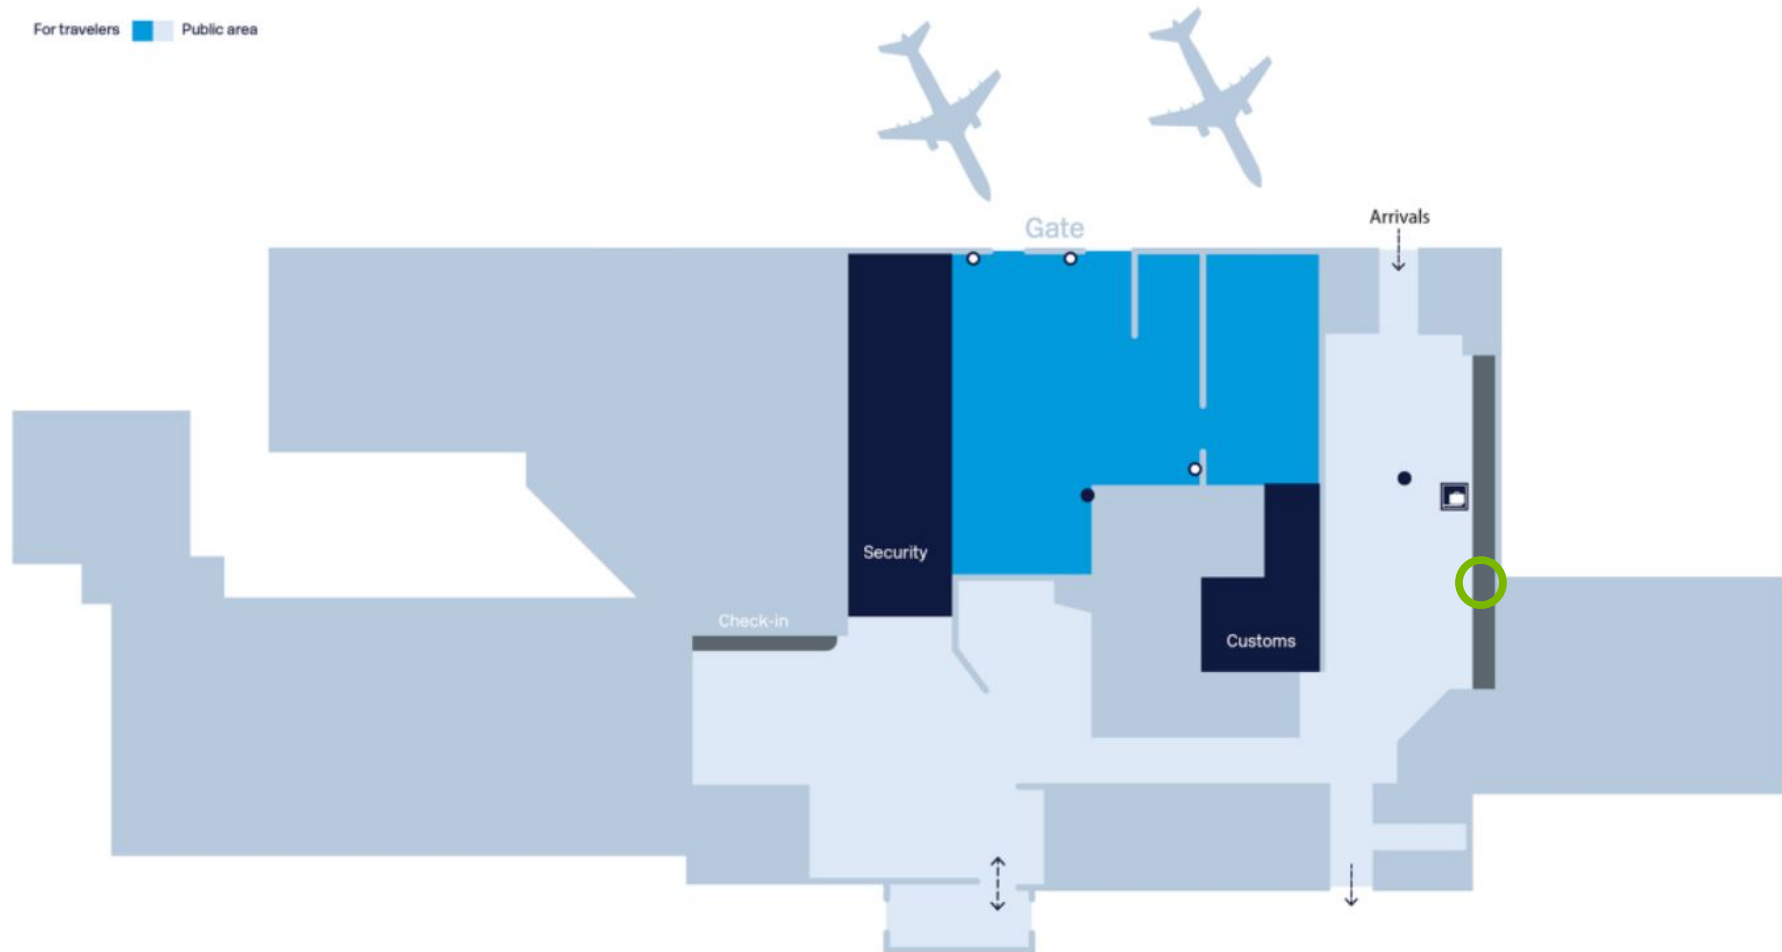 For travelers Public area
Gate
Arrivals
Security
Check-in
Customs